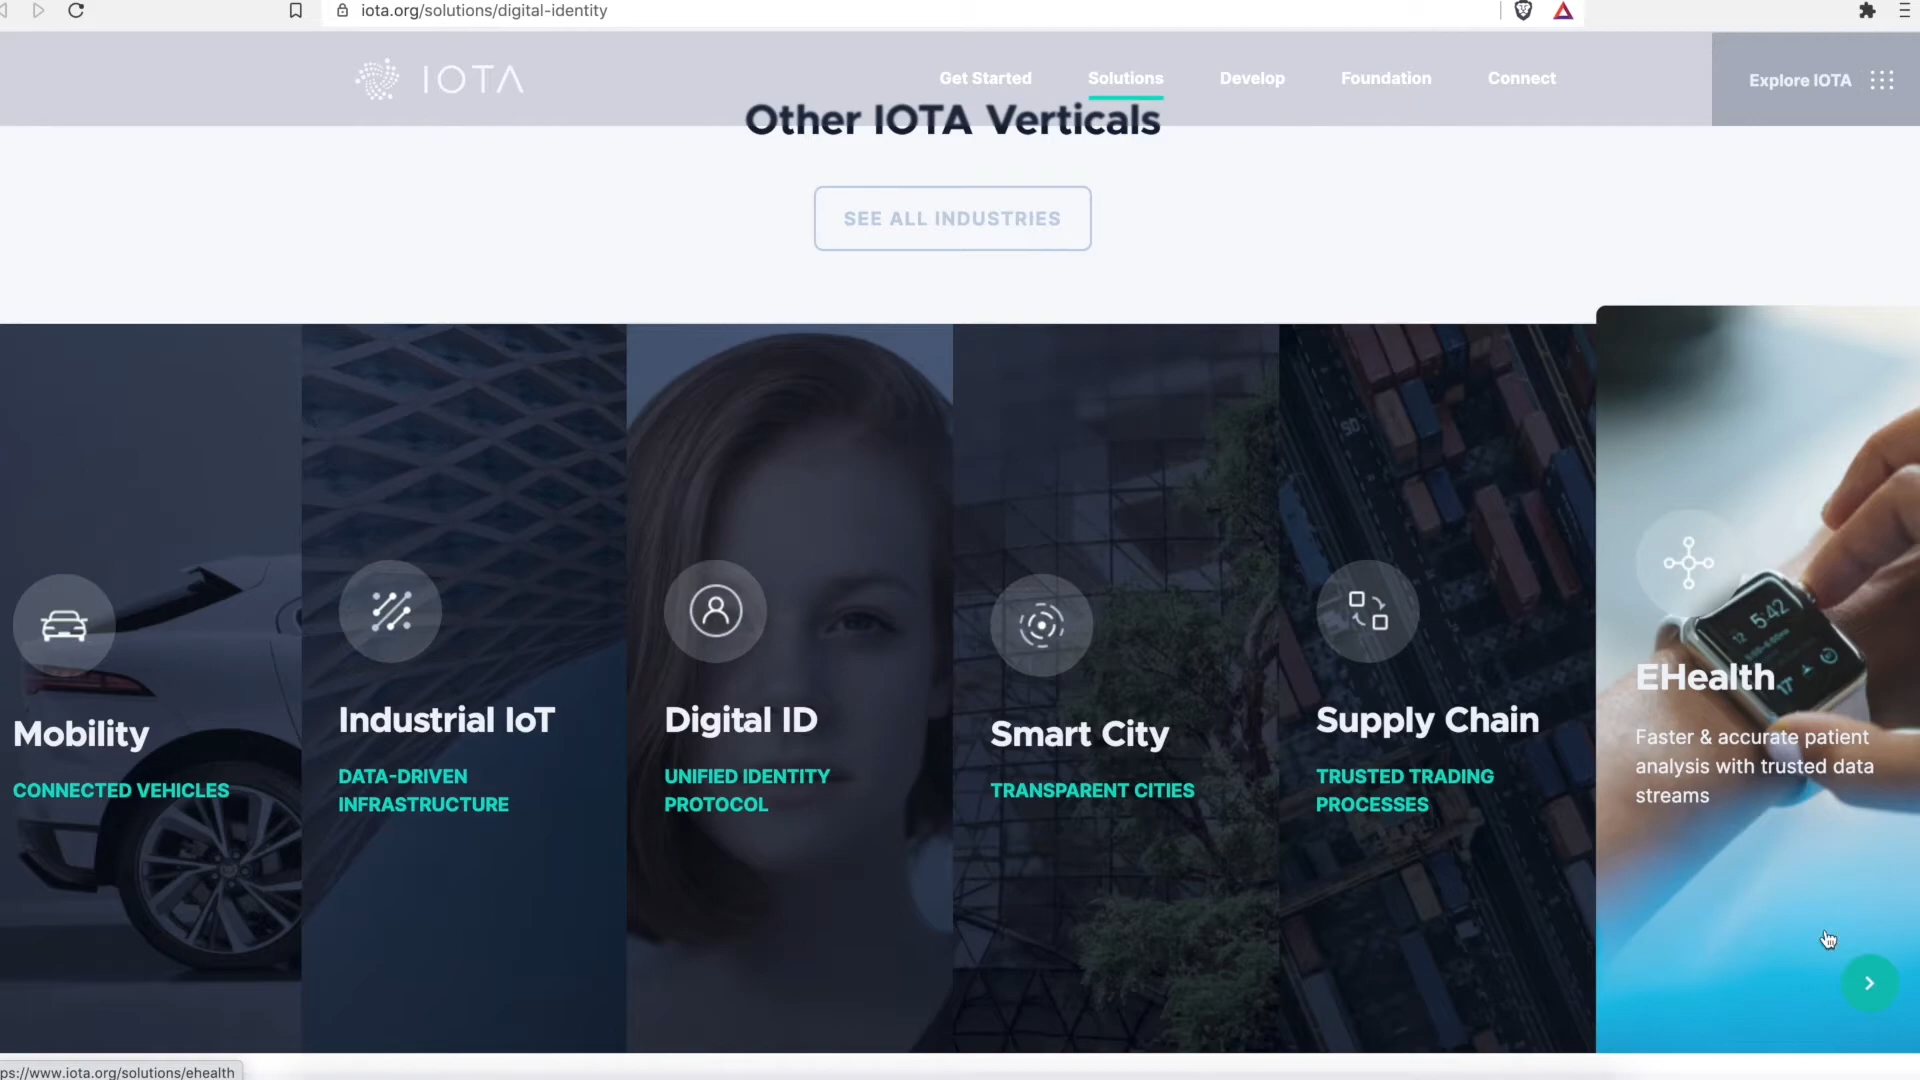 iota.org/solutions/digital-identity
IOTA
Get Started
Solutions
Develop
Foundation
Connect
Explore IOTA
Other IOTA Verticals
SEE ALL INDUSTRIES
Mobility
CONNECTED VEHICLES
Industrial IoT
DATA-DRIVEN
INFRASTRUCTURE
Digital ID
UNIFIED IDENTITY
PROTOCOL
Smart City
TRANSPARENT CITIES
Supply Chain
TRUSTED TRADING
PROCESSES
5:42
EHealth
Faster & accurate patient
analysis with trusted data
streams
ps://www.iota.org/solutions/ehealth